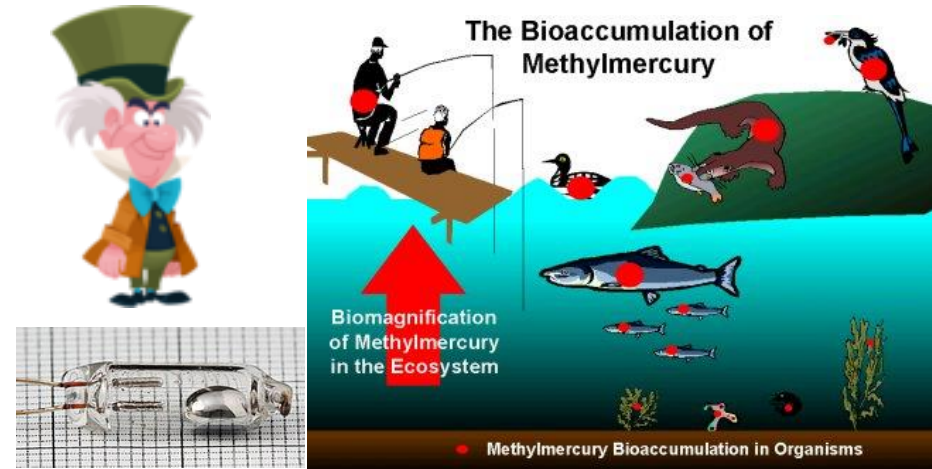 The Bioaccumulation of
Methylmercury
Biomagnification
of Methylmercury
in the Ecosystem
Methylmercury Bioaccumulation in Organisms